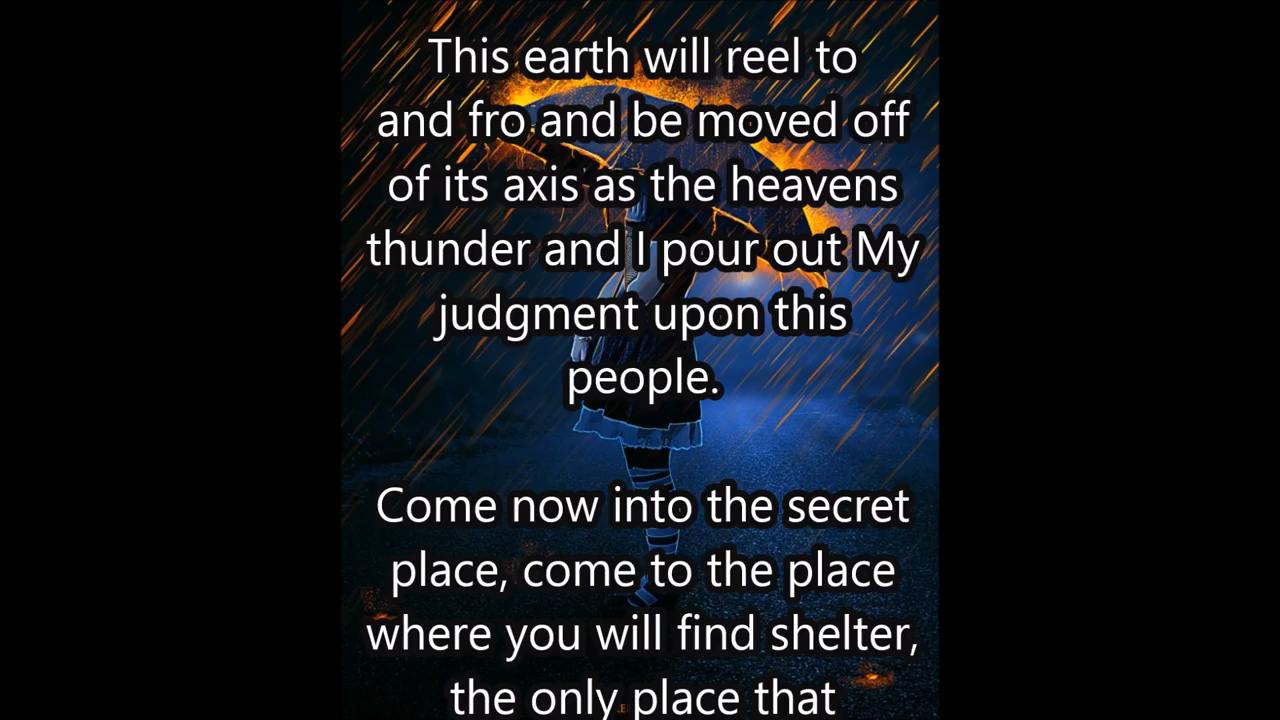 This earth will reel to
and fro and be moved off
of its axis as the heavens
thunder and I pour out My
judgment upon this
people.
Come now into the secret
place, come to the place
where you will find shelter,
the only place that